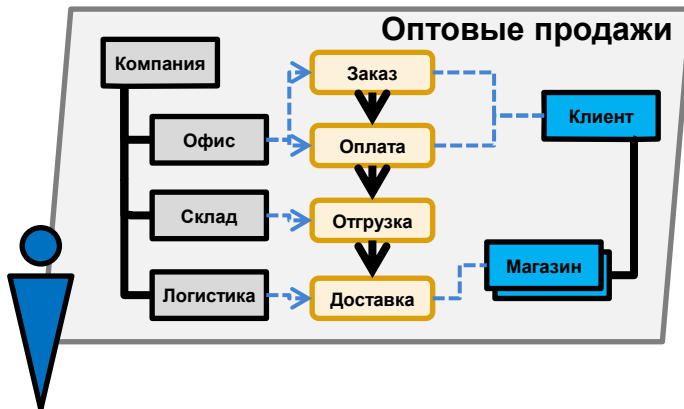 Оптовые продажи
Компания
Заказ
Клиент
Офис
Оплата
Склад
Отгрузка
Магазин
Логистика
Доставка